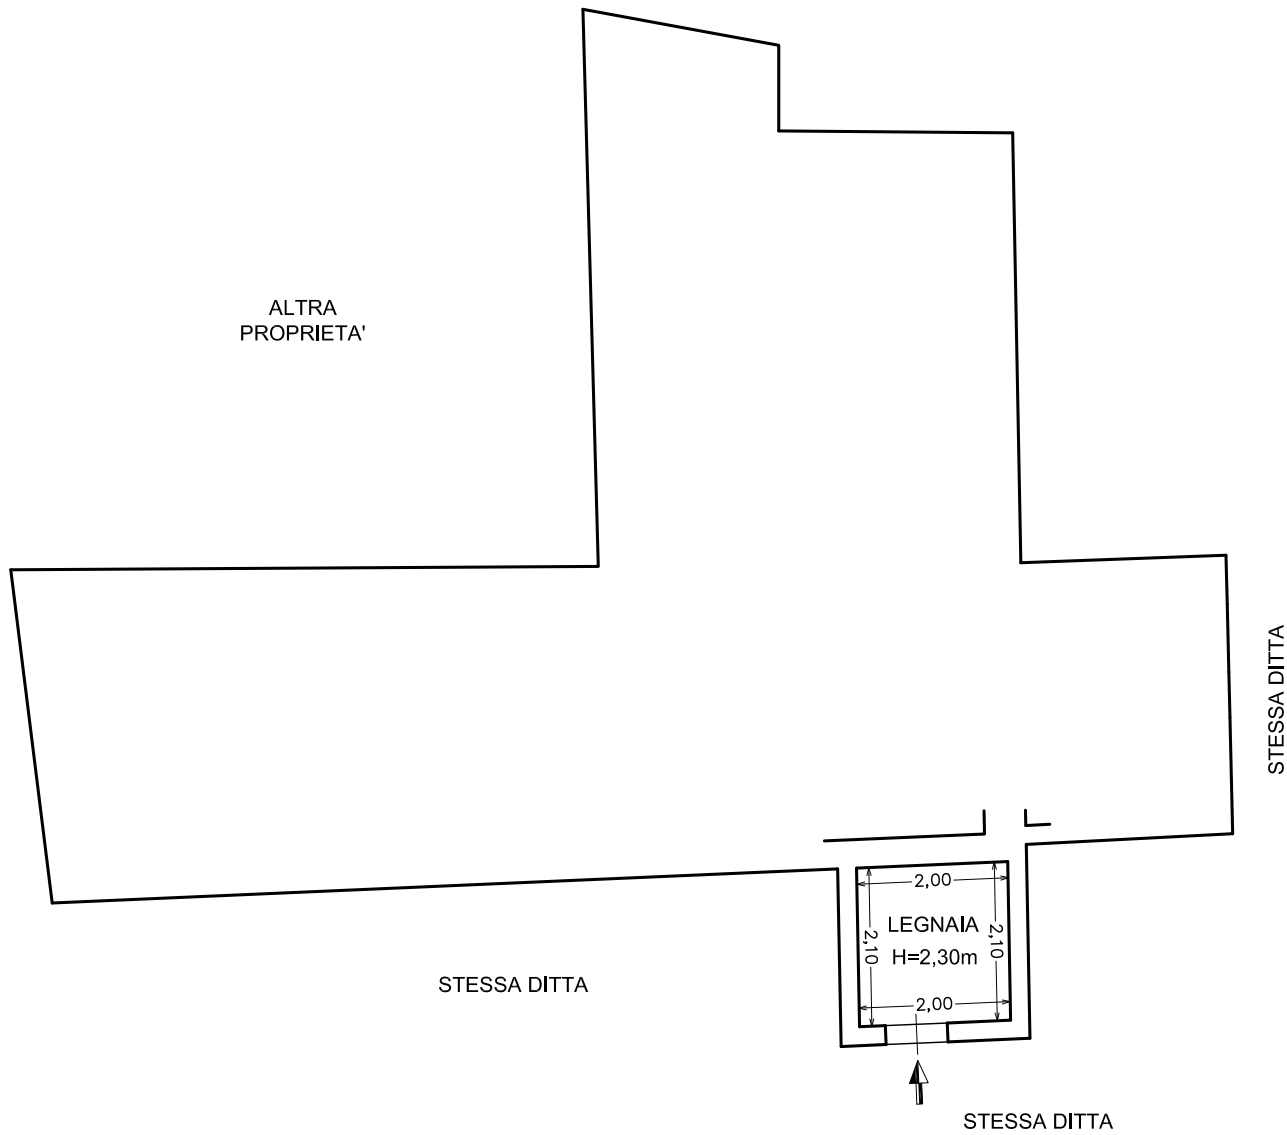 ALTRA
PROPRIETA'
STESSA DITTA
2,00
LEGNAIA
2,10
2,10
H=2,30m
STESSA DITTA
2,00
STESSA DITTA